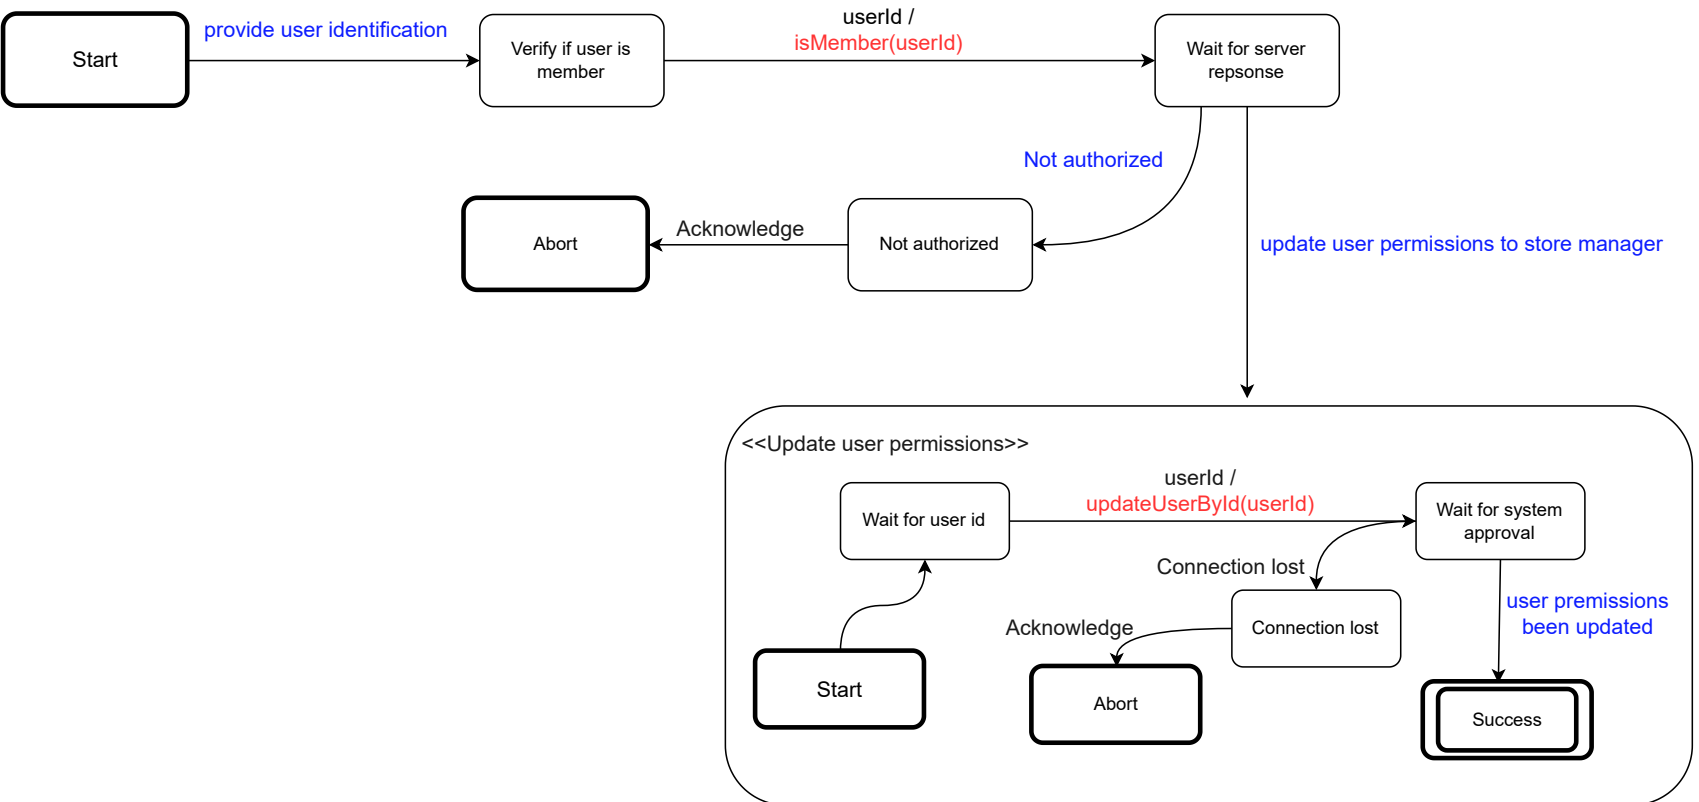 Start
provide user identification
Verify if user is
member
userId /
isMember(userId)
Wait for server
repsonse
Not authorized
Abort
Acknowledge
Not authorized
update user permissions to store manager
<<Update user permissions>>
Wait for user id
userId /
updateUserById(userId)
Wait for system
approval
Connection lost
user premissions
been updated
Acknowledge
Connection lost
Start
Abort
Success